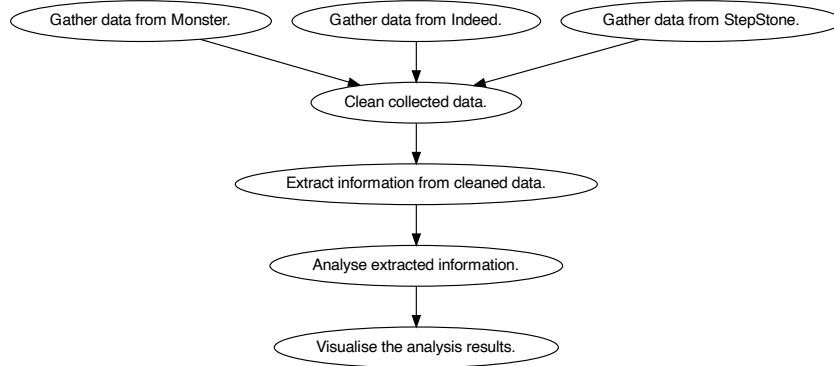 Gather data from Monster.
Gather data from Indeed.
Gather data from StepStone.
Clean collected data.
Extract information from cleaned data.
Analyse extracted information.
Visualise the analysis results.